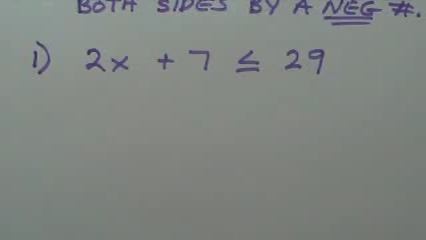 BOTH SIDES BY A NEG #.
1) 2x + 7 ≤ 29